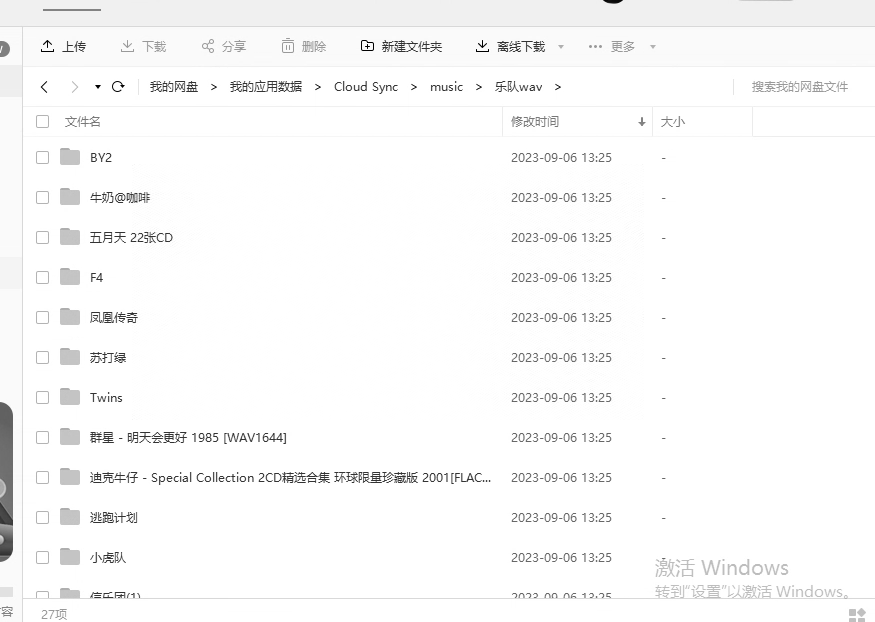 上传 下载 分享 删除 新建文件夹 离线下载 更多
我的网盘 > 我的应用数据 > Cloud Sync > music > 乐队wav > 搜索我的网盘文件
文件名 修改时间 大小
BY2 2023-09-06 13:25 -
牛奶@咖啡 2023-09-06 13:25 -
五月天 22张CD 2023-09-06 13:25 -
F4 2023-09-06 13:25 -
凤凰传奇 2023-09-06 13:25 -
苏打绿 2023-09-06 13:25 -
Twins 2023-09-06 13:25 -
群星 - 明天会更好 1985 [WAV1644] 2023-09-06 13:25 -
迪克牛仔 - Special Collection 2CD精选合集 环球限量珍藏版 2001[FLAC... 2023-09-06 13:25 -
逃跑计划 2023-09-06 13:25 -
小虎队 2023-09-06 13:25 -
信乐团(1) 2023-09-06 13:25 -
激活 Windows
转到"设置"以激活 Windows。
容 27项